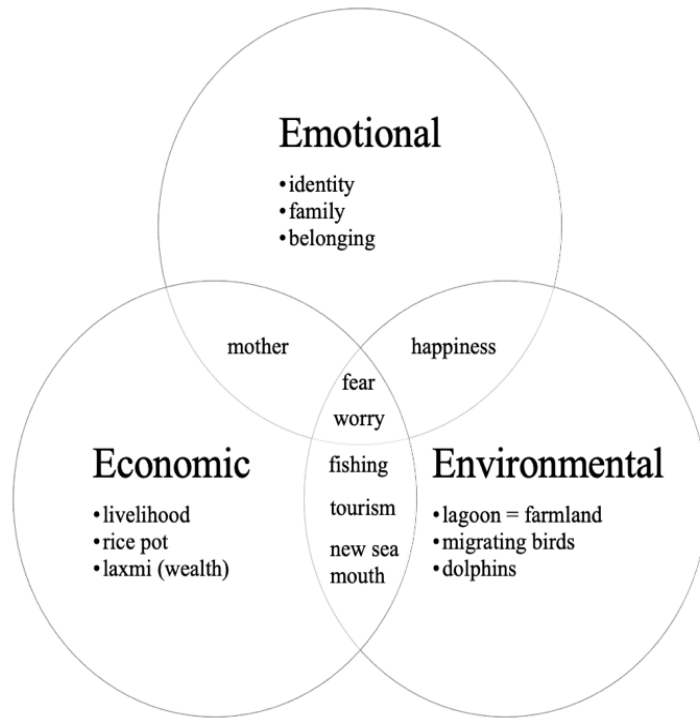 Emotional
•identity
•family
•belonging
mother
happiness
fear
worry
Economic
•livelihood
•rice pot
•laxmi (wealth)
fishing
tourism
new sea
mouth
Environmental
•lagoon = farmland
•migrating birds
•dolphins